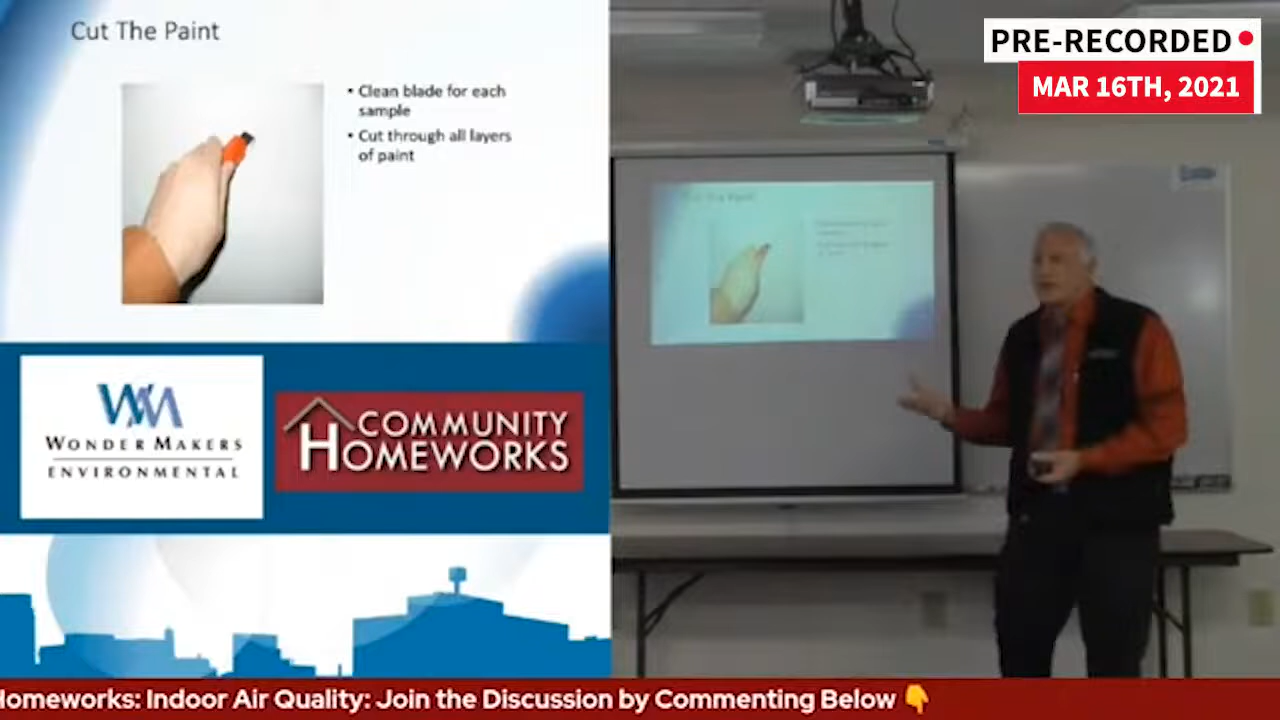 Cut The Paint
• Clean blade for each
sample
• Cut through all layers
of paint
WM
WONDER MAKERS
ENVIRONMENTAL
COMMUNITY
HOMEWORKS
PRE-RECORDED
MAR 16TH, 2021
Homeworks: Indoor Air Quality: Join the Discussion by Commenting Below 👇